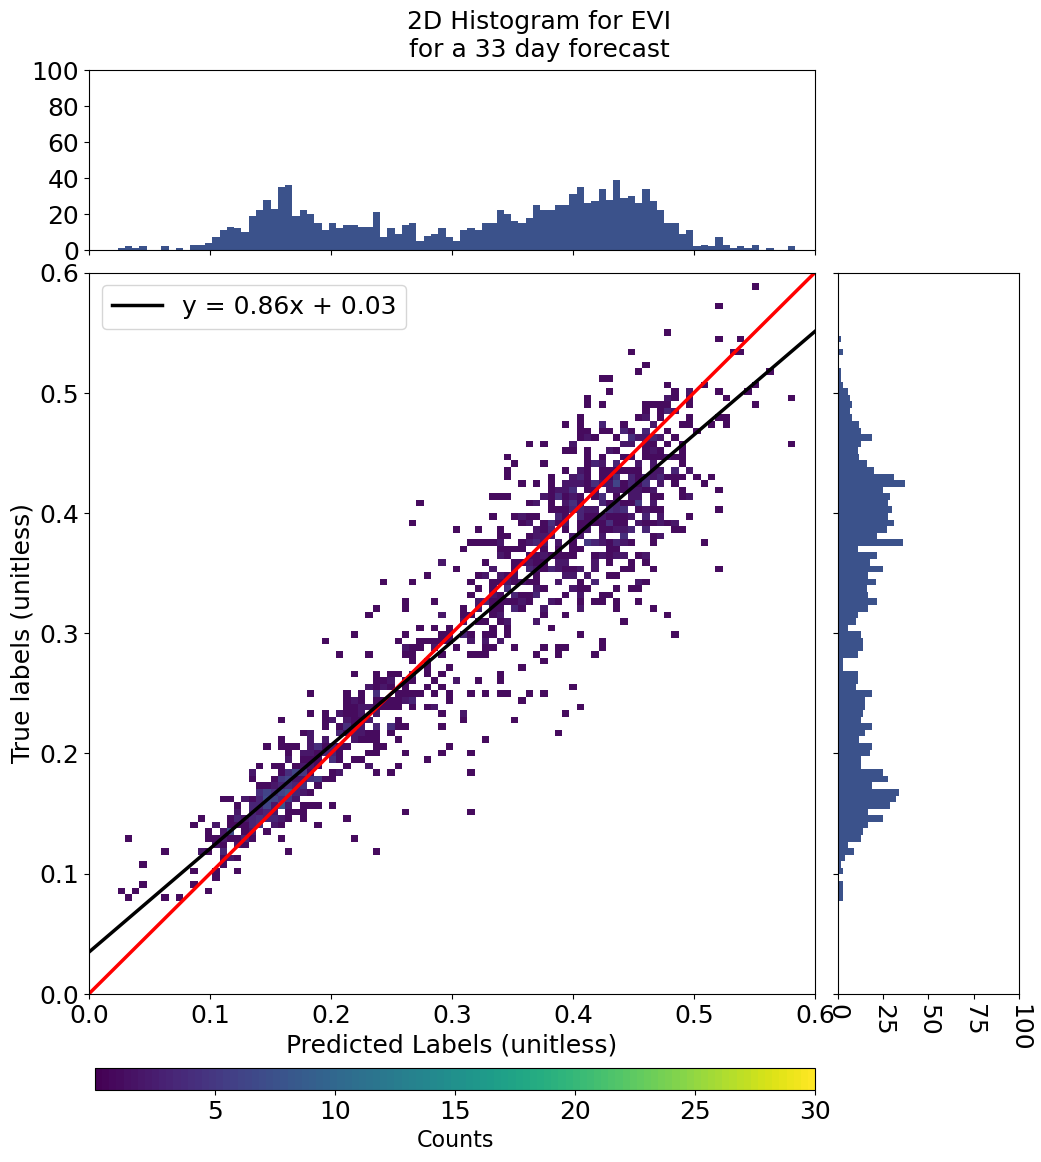 2D Histogram for EVI
for a 33 day forecast
100
80
60
40
20
0
0.6
0.5
0.4
0.3
0.2
0.1
0.0
True labels (unitless)
y = 0.86x + 0.03
0.0 0.1 0.2 0.3 0.4 0.5 0.6
Predicted Labels (unitless)
0 25 50 75 100
5 10 15 20 25 30
Counts